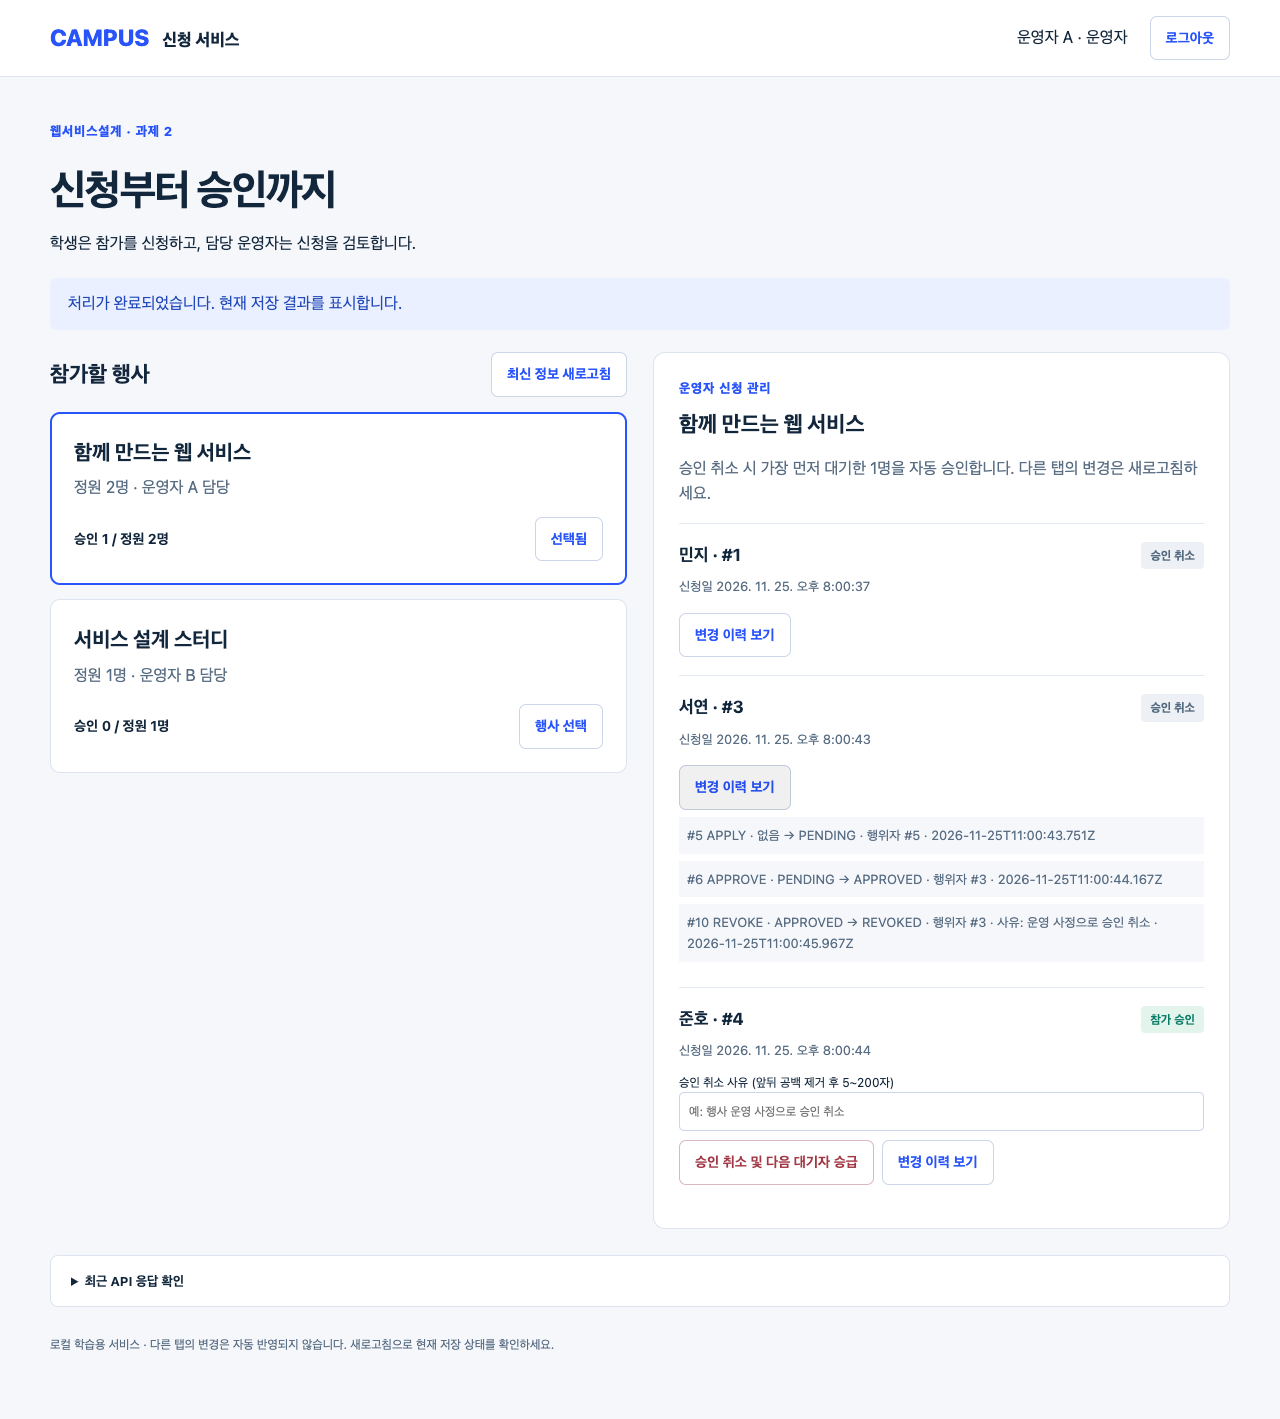 CAMPUS 신청 서비스
운영자 A · 운영자
로그아웃
웹서비스설계 · 과제 2
신청부터 승인까지
학생은 참가를 신청하고, 담당 운영자는 신청을 검토합니다.
처리가 완료되었습니다. 현재 저장 결과를 표시합니다.
참가할 행사
최신 정보 새로고침
함께 만드는 웹 서비스
정원 2명 · 운영자 A 담당
승인 1 / 정원 2명
선택됨
서비스 설계 스터디
정원 1명 · 운영자 B 담당
승인 0 / 정원 1명
행사 선택
운영자 신청 관리
함께 만드는 웹 서비스
승인 취소 시 가장 먼저 대기한 1명을 자동 승인합니다. 다른 탭의 변경은 새로고침하
세요.
민지 · #1
승인 취소
신청일 2026. 11. 25. 오후 8:00:37
변경 이력 보기
서연 · #3
승인 취소
신청일 2026. 11. 25. 오후 8:00:43
변경 이력 보기
#5 APPLY · 없음 → PENDING · 행위자 #5 · 2026-11-25T11:00:43.751Z
#6 APPROVE · PENDING → APPROVED · 행위자 #3 · 2026-11-25T11:00:44.167Z
#10 REVOKE · APPROVED → REVOKED · 행위자 #3 · 사유: 운영 사정으로 승인 취소 ·
2026-11-25T11:00:45.967Z
준호 · #4
참가 승인
신청일 2026. 11. 25. 오후 8:00:44
승인 취소 사유 (앞뒤 공백 제거 후 5~200자)
예: 행사 운영 사정으로 승인 취소
승인 취소 및 다음 대기자 승급
변경 이력 보기
▶ 최근 API 응답 확인
로컬 학습용 서비스 · 다른 탭의 변경은 자동 반영되지 않습니다. 새로고침으로 현재 저장 상태를 확인하세요.